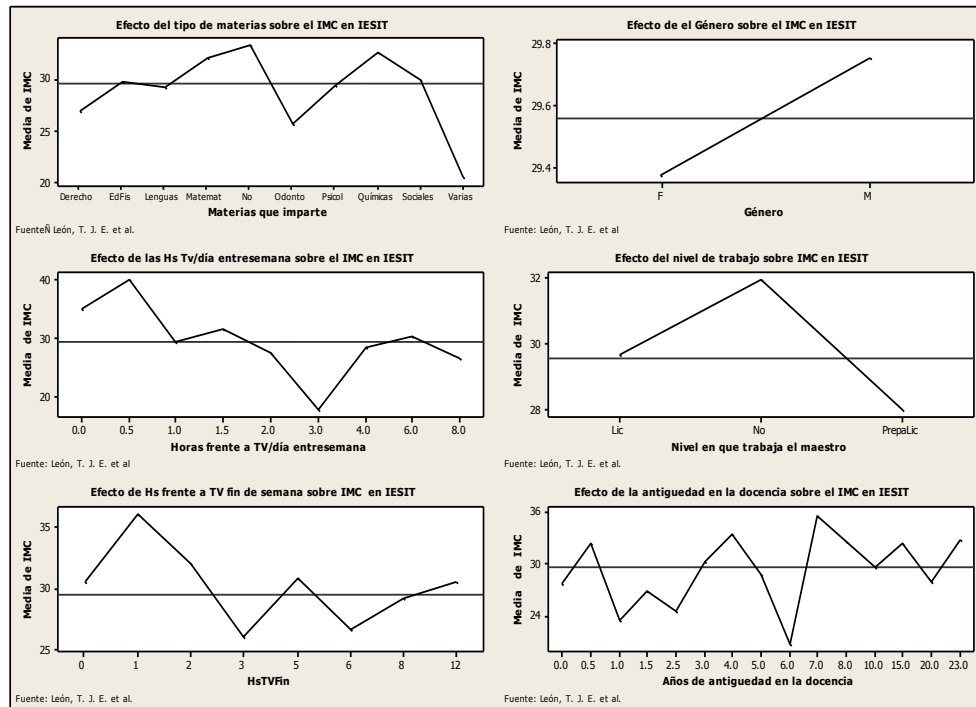 Efecto del tipo de materias sobre el IMC en IESIT
Media de IMC
30
25
20
Derecho EdFis Lenguas Matemat No Odonto Psicol Químicas Sociales Varias
Materias que imparte
FuenteÑ León, T. J. E. et al.
Efecto de el Género sobre el IMC en IESIT
Media de IMC
29.8
29.6
29.4
F M
Género
Fuente: León, T. J. E. et al
Efecto de las Hs Tv/día entresemana sobre el IMC en IESIT
Media de IMC
40
30
20
0.0 0.5 1.0 1.5 2.0 3.0 4.0 6.0 8.0
Horas frente a TV/día entresemana
Fuente: León, T. J. E. et al
Efecto del nivel de trabajo sobre IMC en IESIT
Media de IMC
32
30
28
Lic No PrepaLic
Nivel en que trabaja el maestro
Fuente: León, T. J. E. et al.
Efecto de Hs frente a TV fin de semana sobre IMC en IESIT
Media de IMC
35
30
25
0 1 2 3 5 6 8 12
HsTVFin
Fuente: León, T. J. E. et al.
Efecto de la antiguedad en la docencia sobre el IMC en IESIT
Media de IMC
36
30
24
0.0 0.5 1.0 1.5 2.5 3.0 4.0 5.0 6.0 7.0 8.0 10.0 15.0 20.0 23.0
Años de antiguedad en la docencia
Fuente: León, T. J. E. et al.